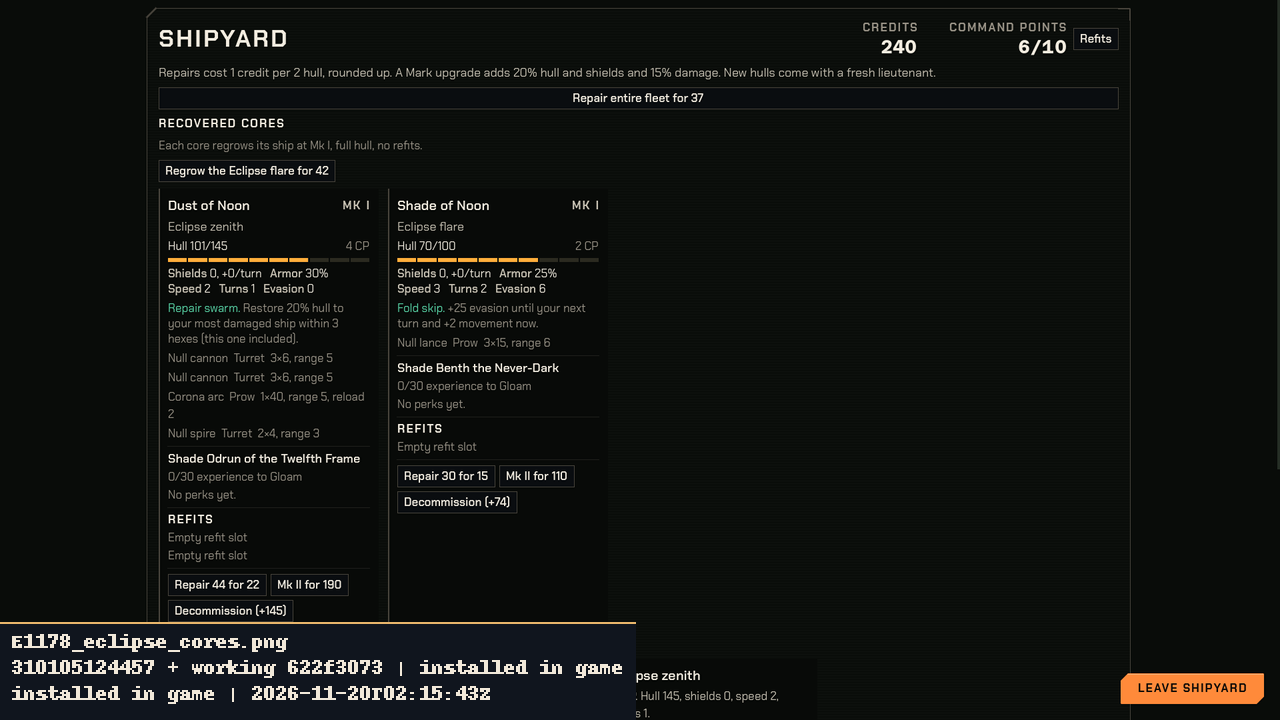 SHIPYARD
CREDITS
240
COMMAND POINTS
6/10
Refits
Repairs cost 1 credit per 2 hull, rounded up. A Mark upgrade adds 20% hull and shields and 15% damage. New hulls come with a fresh lieutenant.
Repair entire fleet for 37
RECOVERED CORES
Each core regrows its ship at Mk I, full hull, no refits.
Regrow the Eclipse flare for 42
Dust of Noon MK I
Eclipse zenith
Hull 101/145 4 CP
Shields 0, +0/turn Armor 30%
Speed 2 Turns 1 Evasion 0
Repair swarm. Restore 20% hull to
your most damaged ship within 3
hexes (this one included).
Null cannon Turret 3×6, range 5
Null cannon Turret 3×6, range 5
Corona arc Prow 1×40, range 5, reload
2
Null spire Turret 2×4, range 3
Shade Odrun of the Twelfth Frame
0/30 experience to Gloam
No perks yet.
REFITS
Empty refit slot
Empty refit slot
Repair 44 for 22
Mk II for 190
Decommission (+145)
Shade of Noon MK I
Eclipse flare
Hull 70/100 2 CP
Shields 0, +0/turn Armor 25%
Speed 3 Turns 2 Evasion 6
Fold skip. +25 evasion until your next
turn and +2 movement now.
Null lance Prow 3×15, range 6
Shade Benth the Never-Dark
0/30 experience to Gloam
No perks yet.
REFITS
Empty refit slot
Repair 30 for 15
Mk II for 110
Decommission (+74)
pse zenith
Hull 145, shields 0, speed 2,
s 1.
LEAVE SHIPYARD
E1178_eclipse_cores.png
310105124457 + working 622f3073 | installed in game
installed in game | 2026-11-20T02:15:43Z